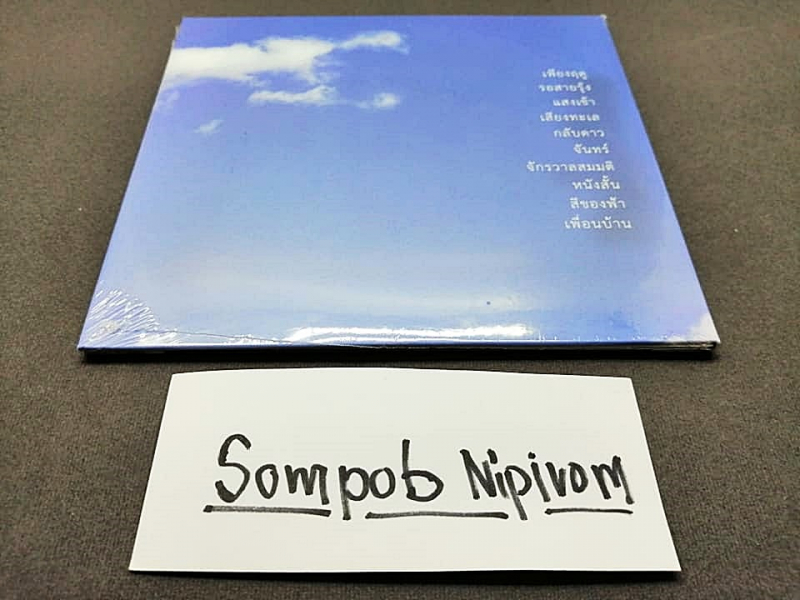 เพียงฤดู
รอสายรุ้ง
แสงเช้า
เสียงทะเล
กลับดาว
จันทร์
จักรวาลสมมุติ
หนังสั้น
สีของฟ้า
เพื่อนบ้าน
Sompob Nipirom